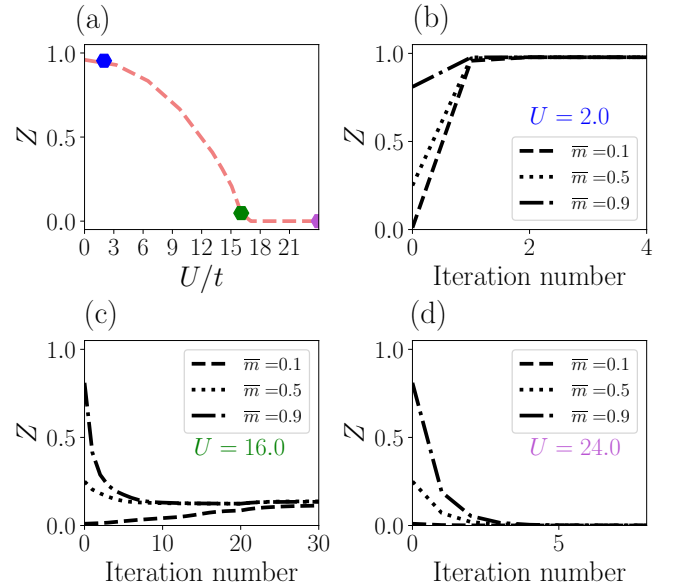 (a)
1.0
0.5
0.0
Z
0 3 6 9 12 15 18 21
U/t
(b)
1.0
0.5
0.0
Z
U = 2.0
m̅ =0.1
m̅ =0.5
m̅ =0.9
0 2 4
Iteration number
(c)
1.0
0.5
0.0
Z
m̅ =0.1
m̅ =0.5
m̅ =0.9
U = 16.0
0 10 20 30
Iteration number
(d)
1.0
0.5
0.0
Z
m̅ =0.1
m̅ =0.5
m̅ =0.9
U = 24.0
0 5
Iteration number